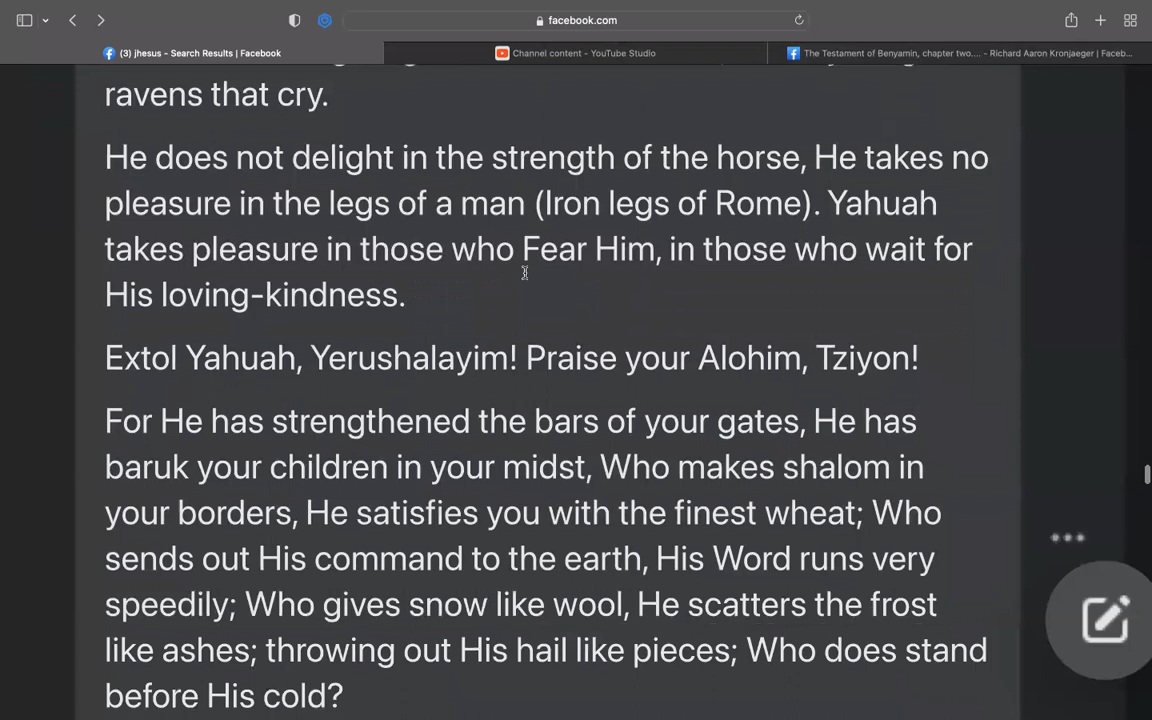 facebook.com
(3) jhesus - Search Results | Facebook
Channel content - YouTube Studio
The Testament of Benyamin, chapter two.... - Richard Aaron Kronjaeger | Faceb...
ravens that cry.
He does not delight in the strength of the horse, He takes no
pleasure in the legs of a man (Iron legs of Rome). Yahuah
takes pleasure in those who Fear Him, in those who wait for
His loving-kindness.
Extol Yahuah, Yerushalayim! Praise your Alohim, Tziyon!
For He has strengthened the bars of your gates, He has
baruk your children in your midst, Who makes shalom in
your borders, He satisfies you with the finest wheat; Who
sends out His command to the earth, His Word runs very
speedily; Who gives snow like wool, He scatters the frost
like ashes; throwing out His hail like pieces; Who does stand
before His cold?